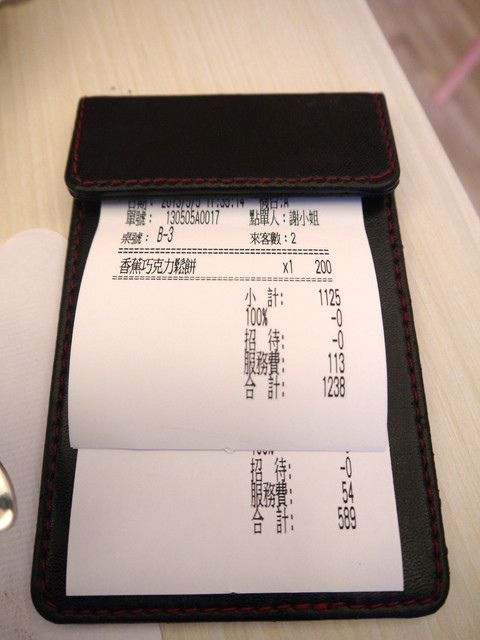 日期: 2013/5/5 11:35:14 機台:A
單號: 130505A0017 點單人:謝小姐
桌號: B-3 來客數:2
香蕉巧克力鬆餅 x1 200
小 計: 1125
100% -0
招 待: -0
服務費: 113
合 計: 1238
100%
招 待: -0
服務費: 54
合 計: 589